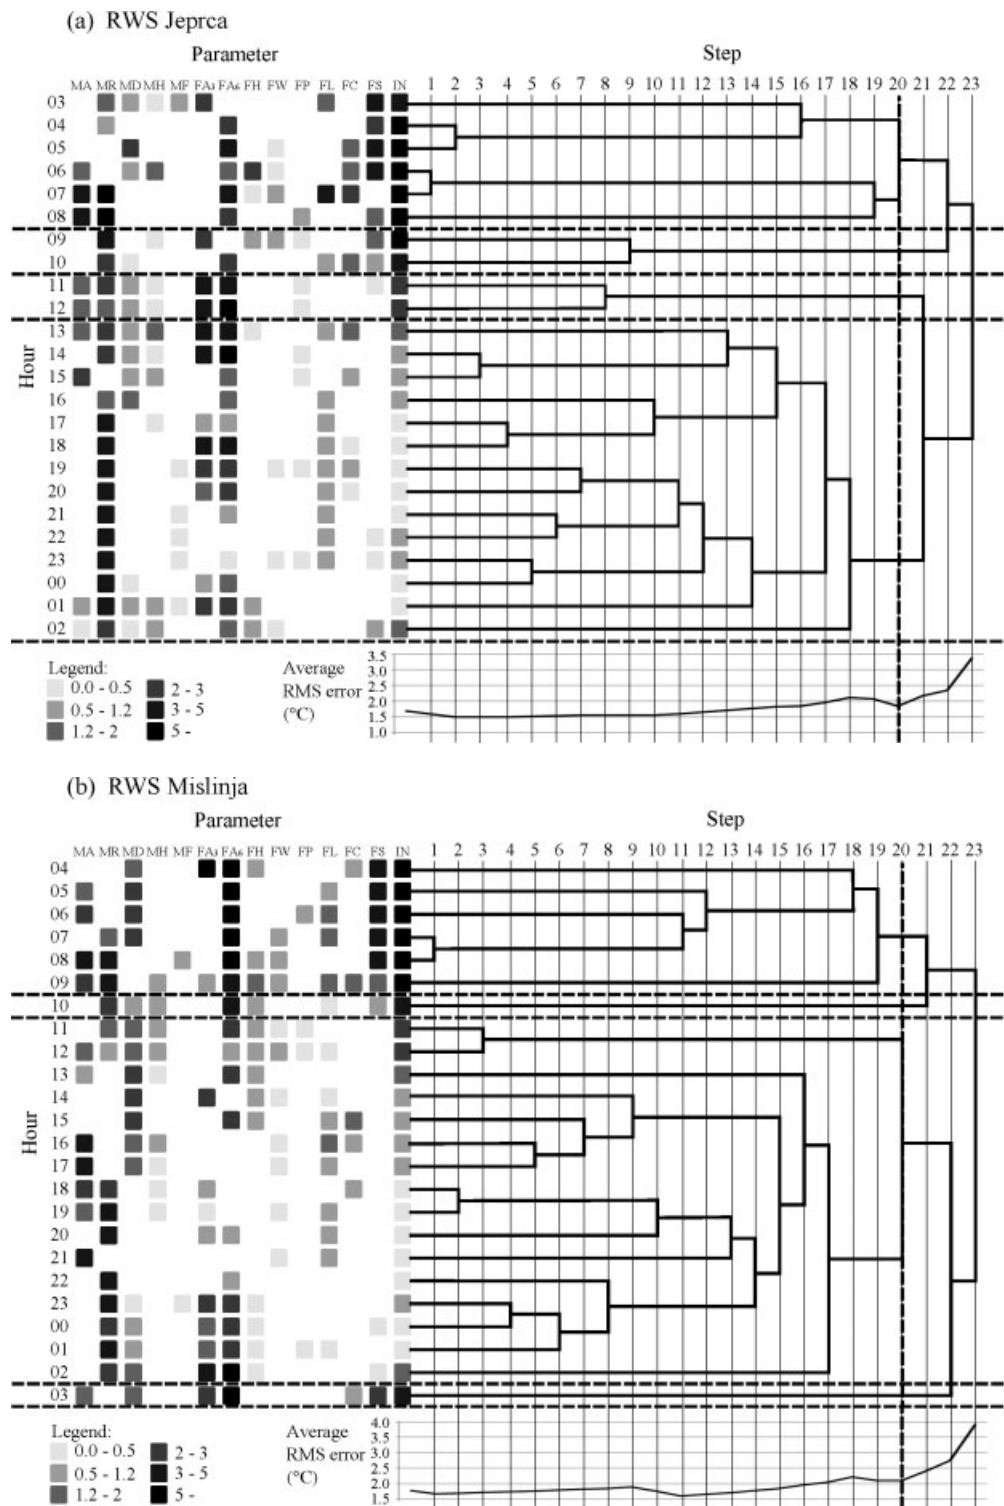 (a) RWS Jeprca
Parameter Step
MA MR MD MH MF FA3 FA6 FH FW FP FL FC FS IN 1 2 3 4 5 6 7 8 9 10 11 12 13 14 15 16 17 18 19 20 21 22 23
03
04
05
06
07
08
09
10
11
12
13
Hour
14
15
16
17
18
19
20
21
22
23
00
01
02
Legend:
0.0 - 0.5 2 - 3
0.5 - 1.2 3 - 5
1.2 - 2 5 -
Average
RMS error
(°C)
3.5
3.0
2.5
2.0
1.5
1.0
(b) RWS Mislinja
Parameter Step
MA MR MD MH MF FA3 FA6 FH FW FP FL FC FS IN 1 2 3 4 5 6 7 8 9 10 11 12 13 14 15 16 17 18 19 20 21 22 23
04
05
06
07
08
09
10
11
12
13
14
15
Hour
16
17
18
19
20
21
22
23
00
01
02
03
Legend:
0.0 - 0.5 2 - 3
0.5 - 1.2 3 - 5
1.2 - 2 5 -
Average
RMS error
(°C)
4.0
3.5
3.0
2.5
2.0
1.5